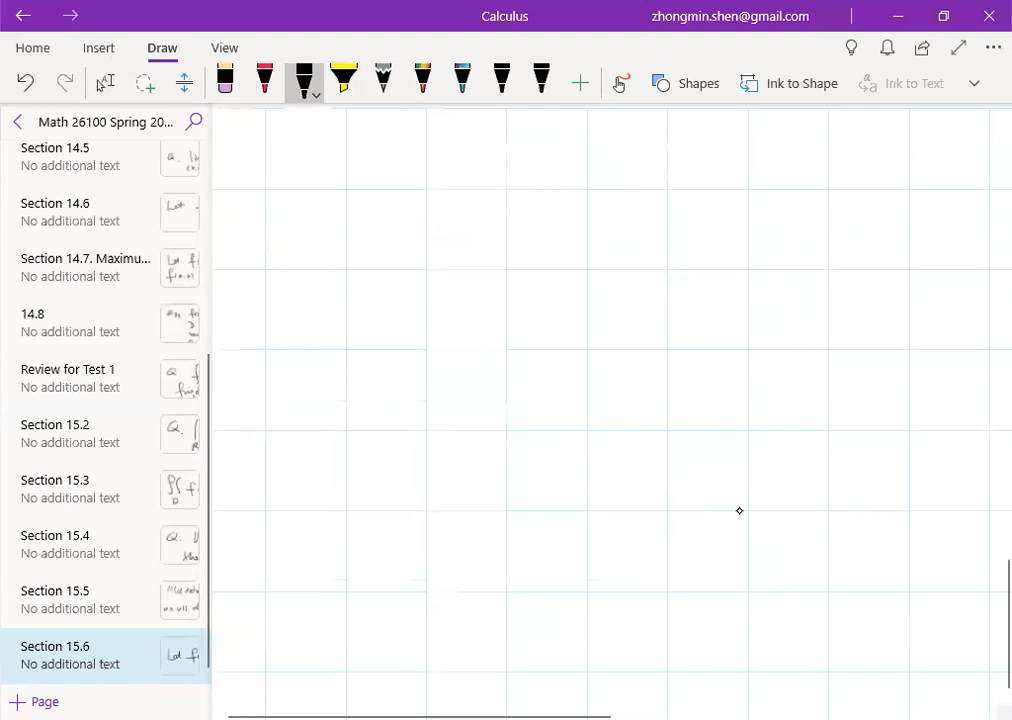 Calculus
zhongmin.shen@gmail.com
Home Insert Draw View
Shapes Ink to Shape Ink to Text
Math 26100 Spring 20...
Section 14.5
No additional text
Section 14.6
No additional text
Let
Section 14.7. Maximu...
No additional text
14.8
No additional text
Review for Test 1
No additional text
Section 15.2
No additional text
Q.
Section 15.3
No additional text
Section 15.4
No additional text
Q.
Section 15.5
No additional text
Section 15.6
No additional text
Let f
Page